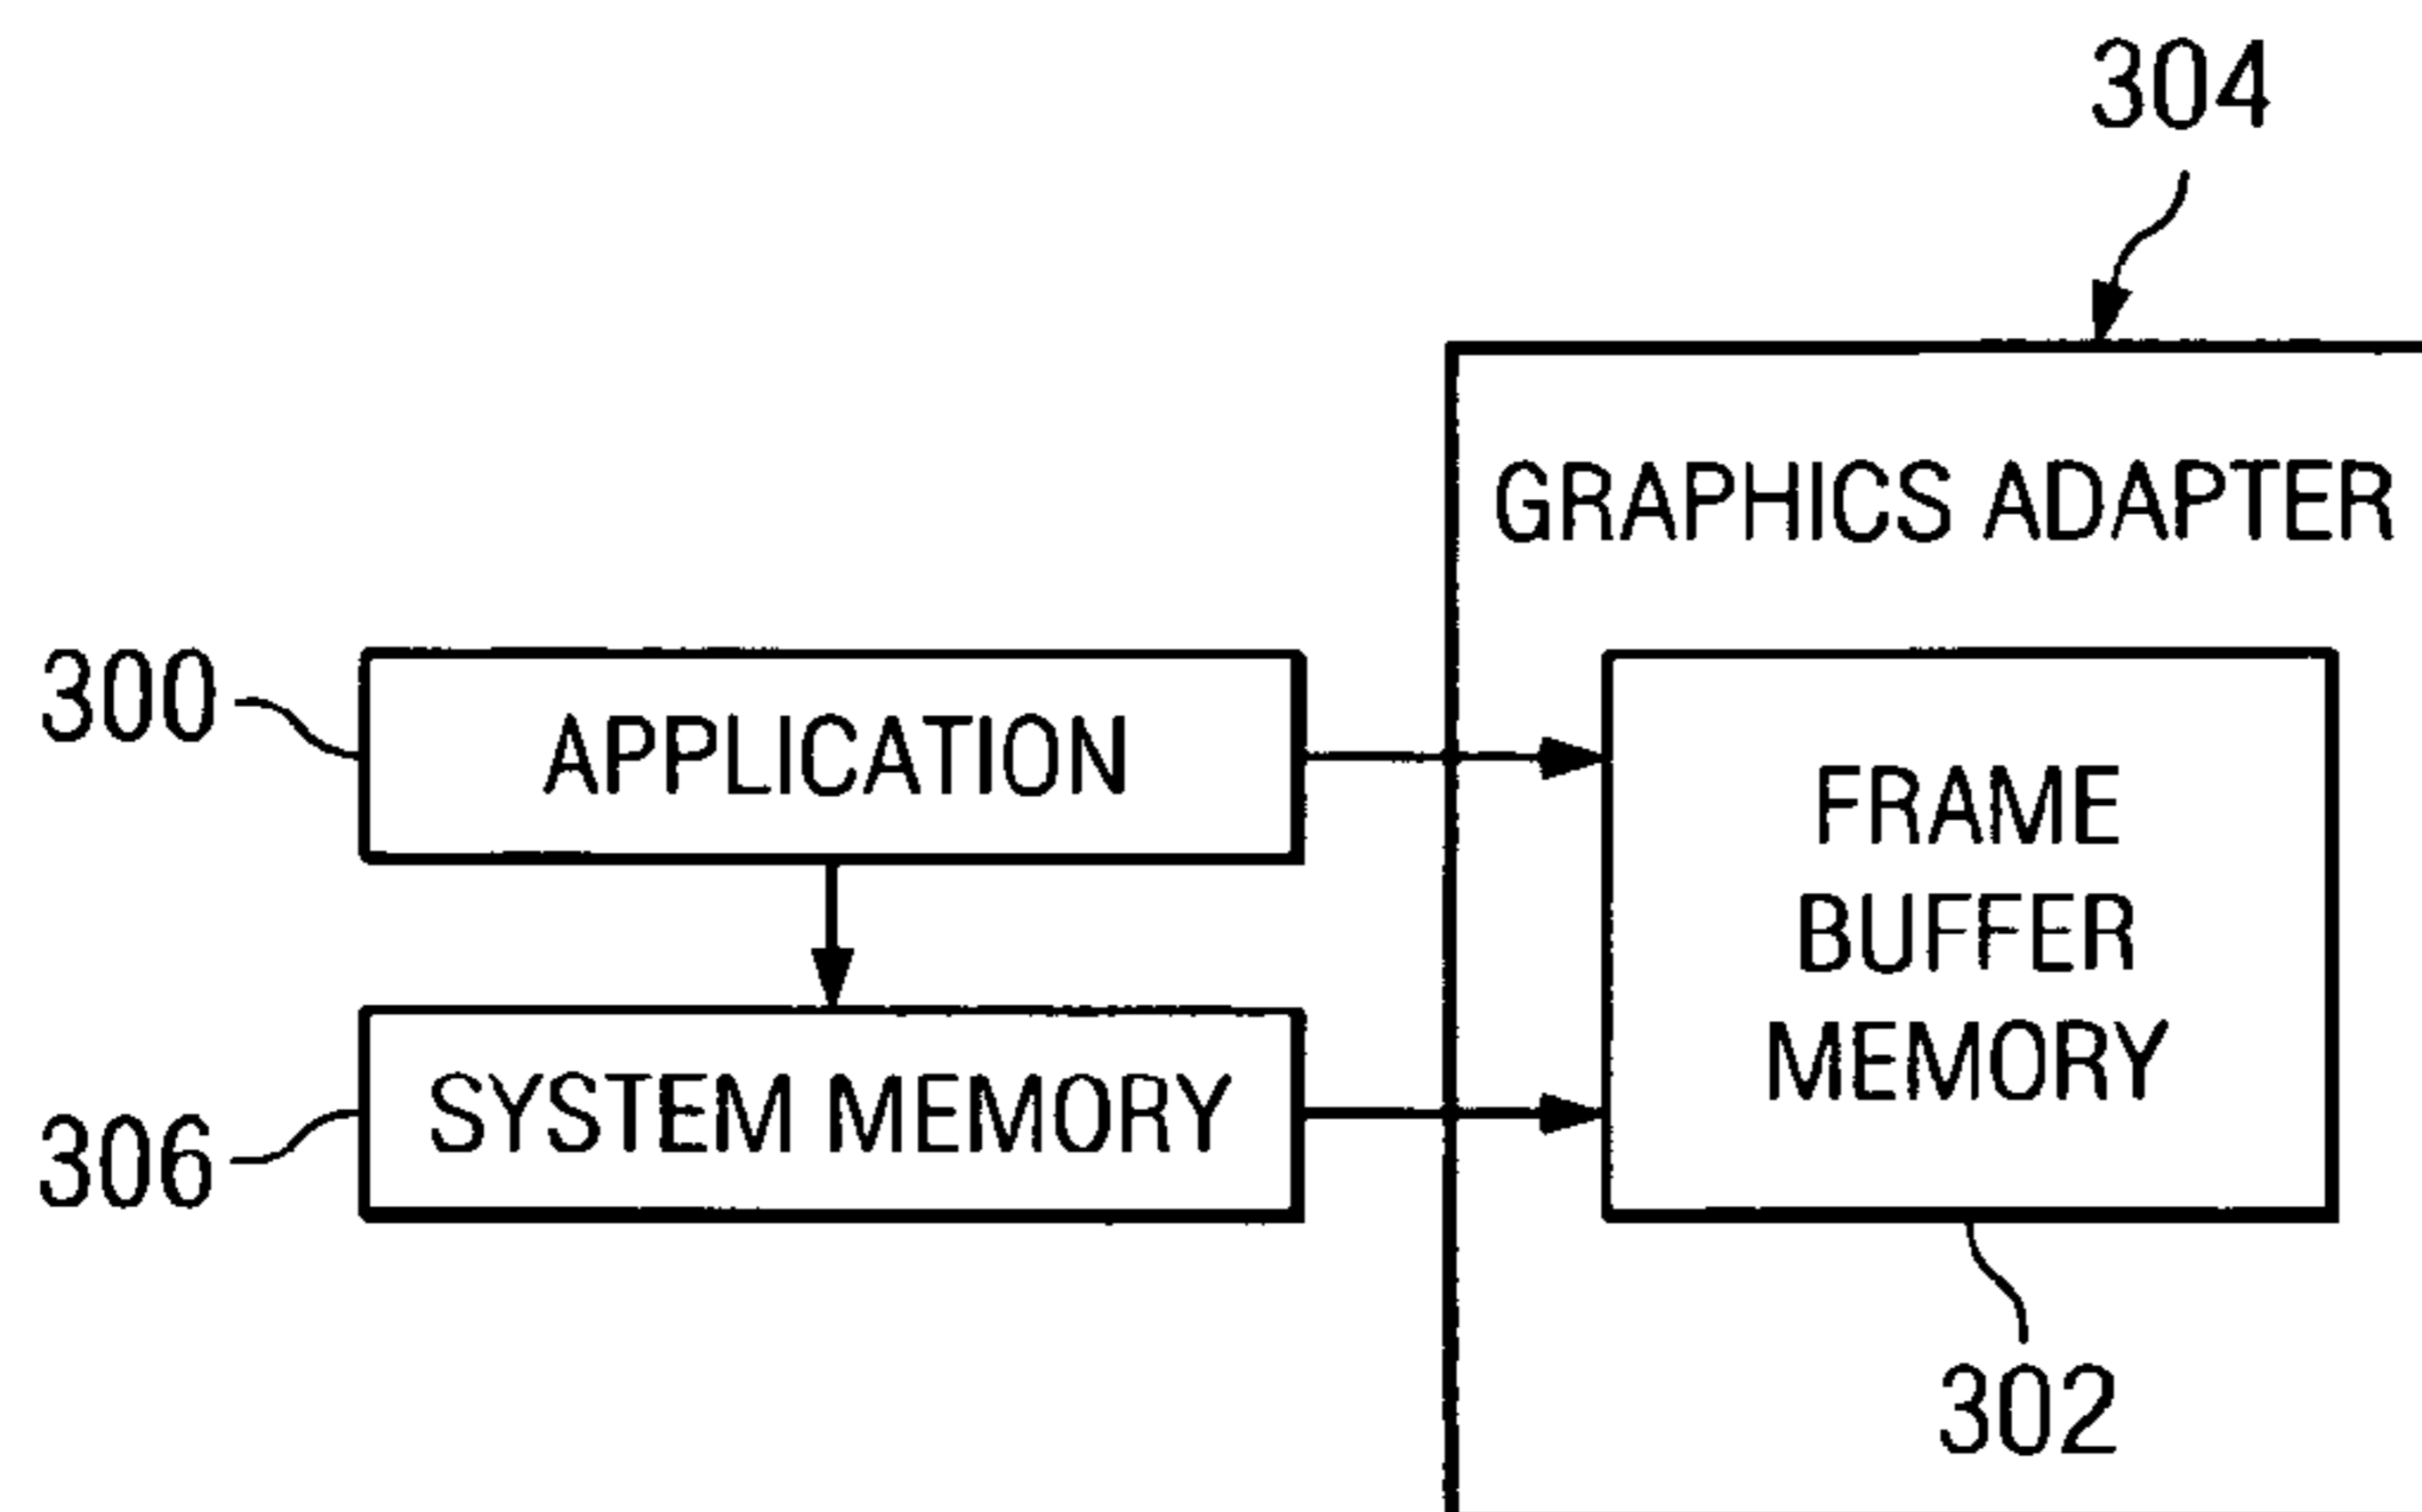 304
GRAPHICS ADAPTER
300
APPLICATION
FRAME
BUFFER
MEMORY
SYSTEM MEMORY
306
302